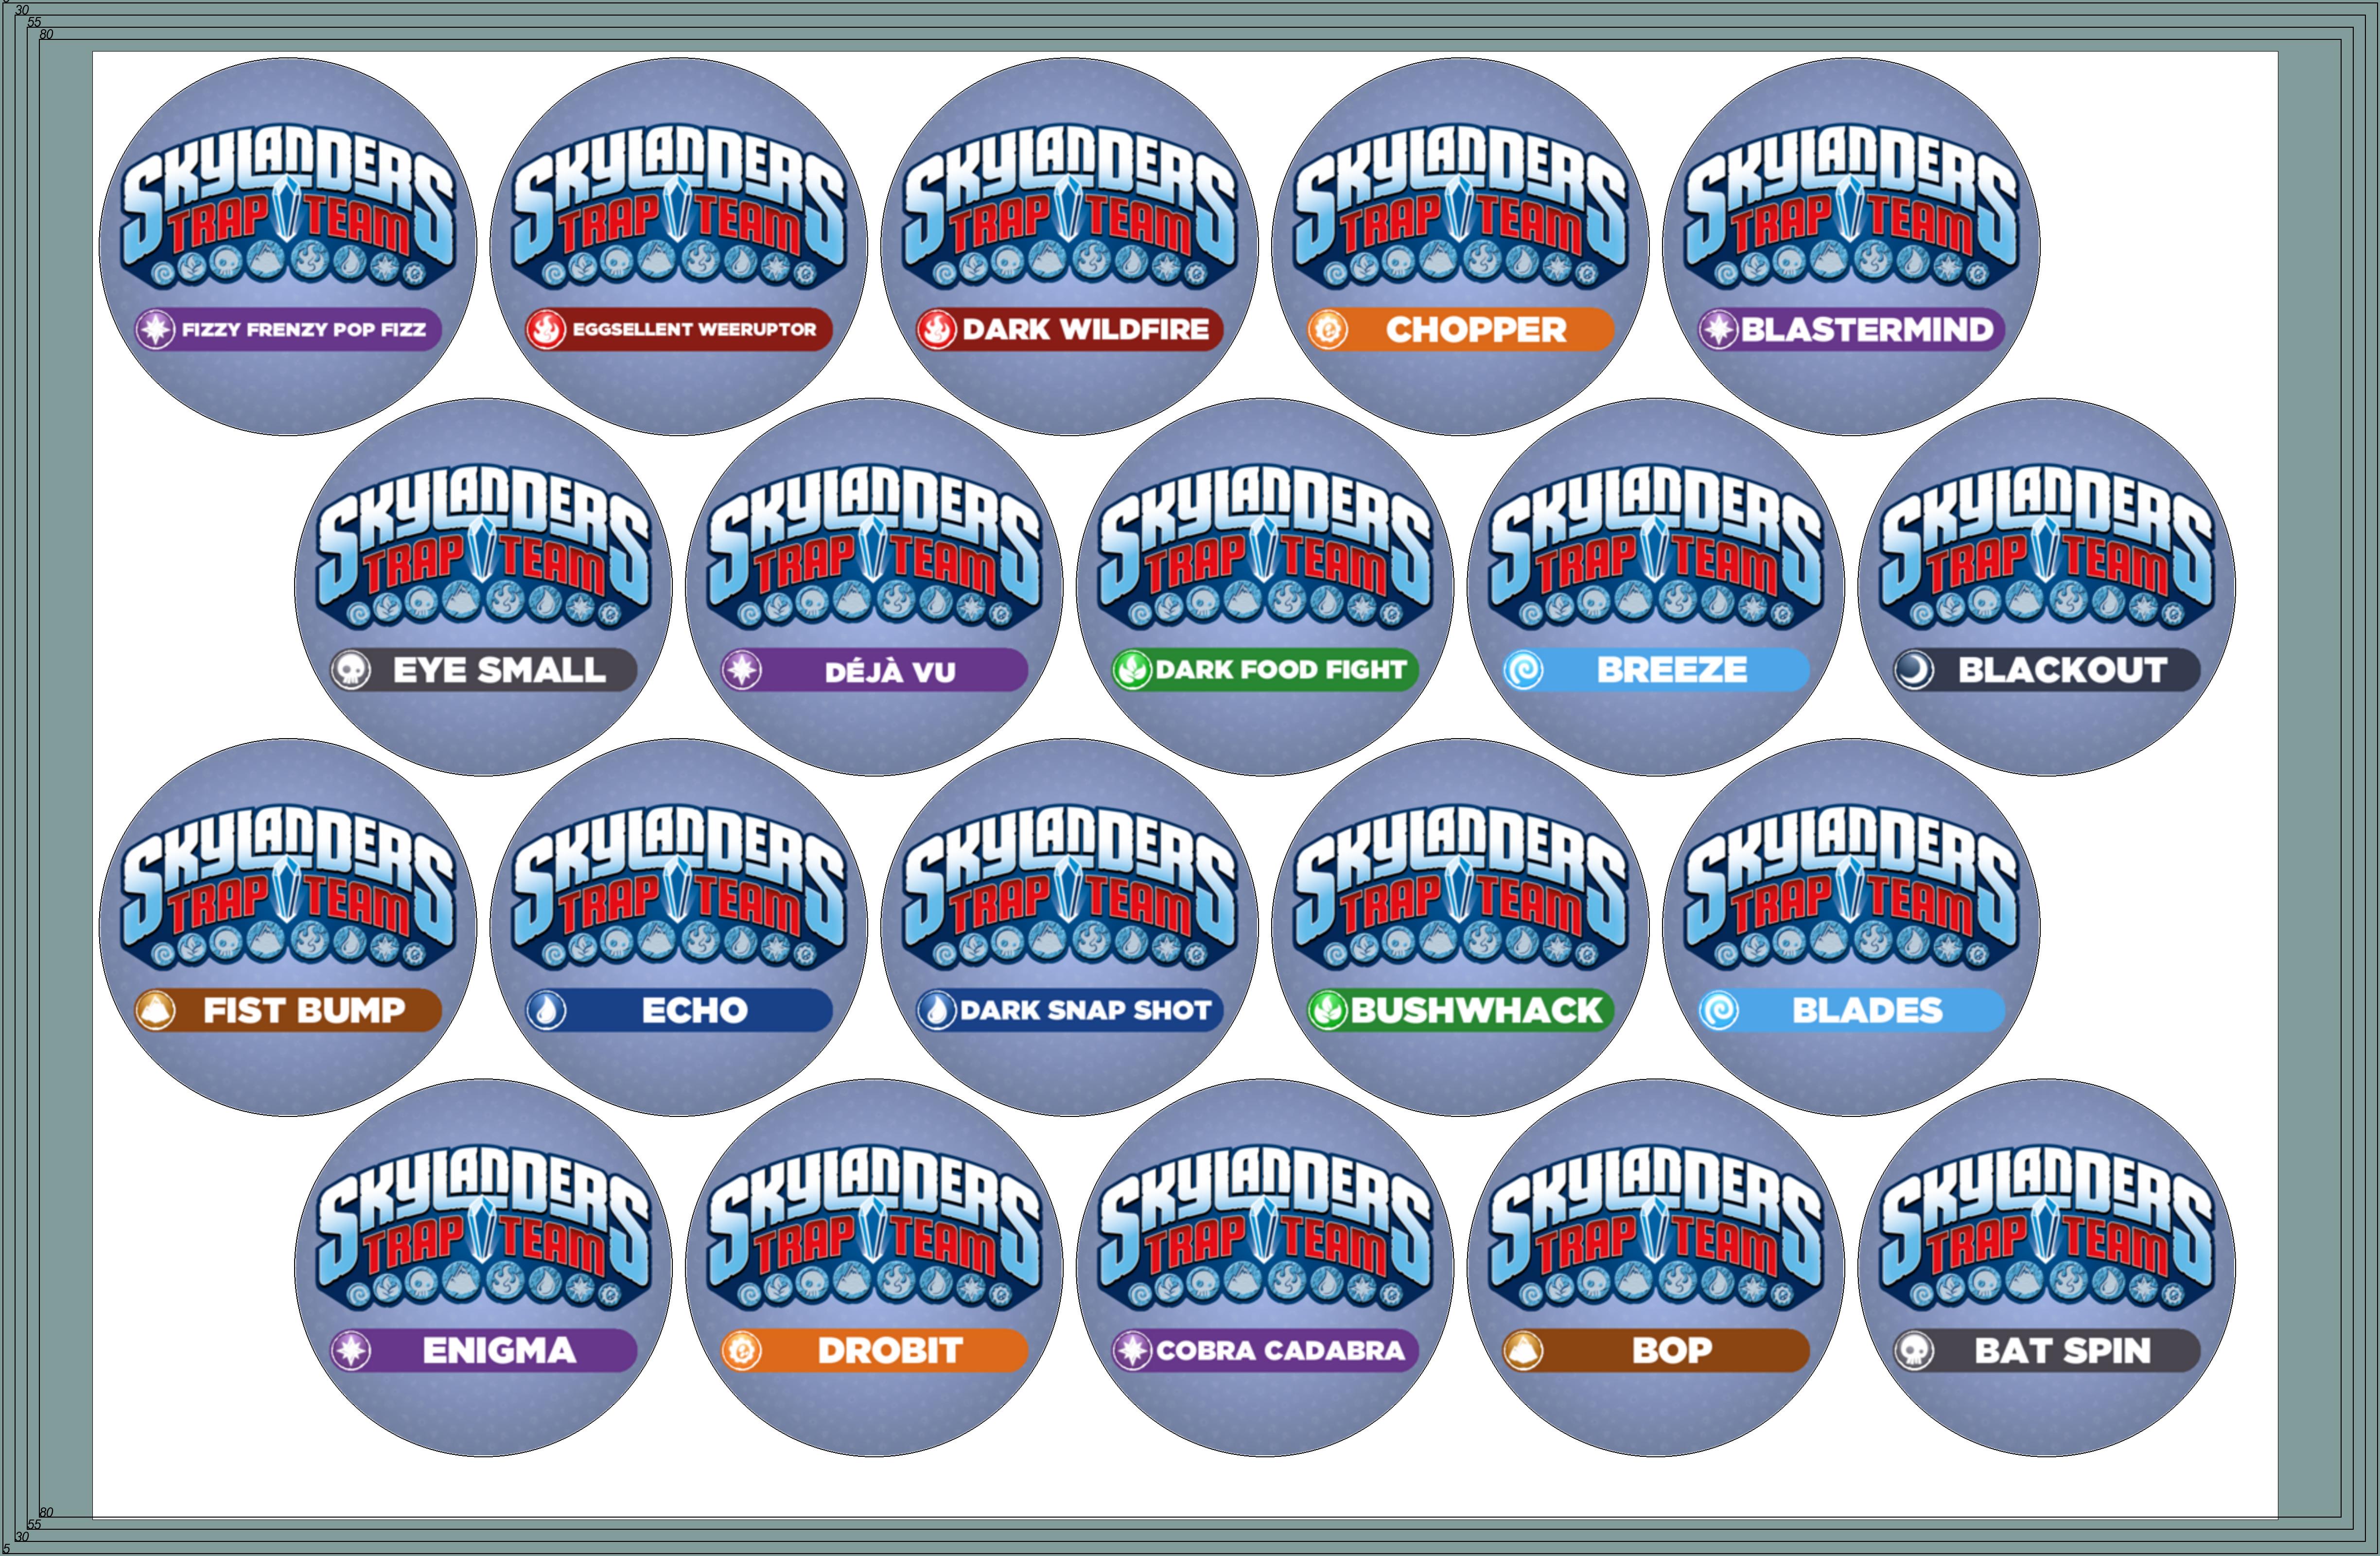 30
55
80
SKYLANDERS
TRAP TEAM
FIZZY FRENZY POP FIZZ
SKYLANDERS
TRAP TEAM
EGGSELLENT WEERUPTOR
SKYLANDERS
TRAP TEAM
DARK WILDFIRE
SKYLANDERS
TRAP TEAM
CHOPPER
SKYLANDERS
TRAP TEAM
BLASTERMIND
SKYLANDERS
TRAP TEAM
EYE SMALL
SKYLANDERS
TRAP TEAM
DÉJÀ VU
SKYLANDERS
TRAP TEAM
DARK FOOD FIGHT
SKYLANDERS
TRAP TEAM
BREEZE
SKYLANDERS
TRAP TEAM
BLACKOUT
SKYLANDERS
TRAP TEAM
FIST BUMP
SKYLANDERS
TRAP TEAM
ECHO
SKYLANDERS
TRAP TEAM
DARK SNAP SHOT
SKYLANDERS
TRAP TEAM
BUSHWHACK
SKYLANDERS
TRAP TEAM
BLADES
SKYLANDERS
TRAP TEAM
ENIGMA
SKYLANDERS
TRAP TEAM
DROBIT
SKYLANDERS
TRAP TEAM
COBRA CADABRA
SKYLANDERS
TRAP TEAM
BOP
SKYLANDERS
TRAP TEAM
BAT SPIN
80
55
30
5